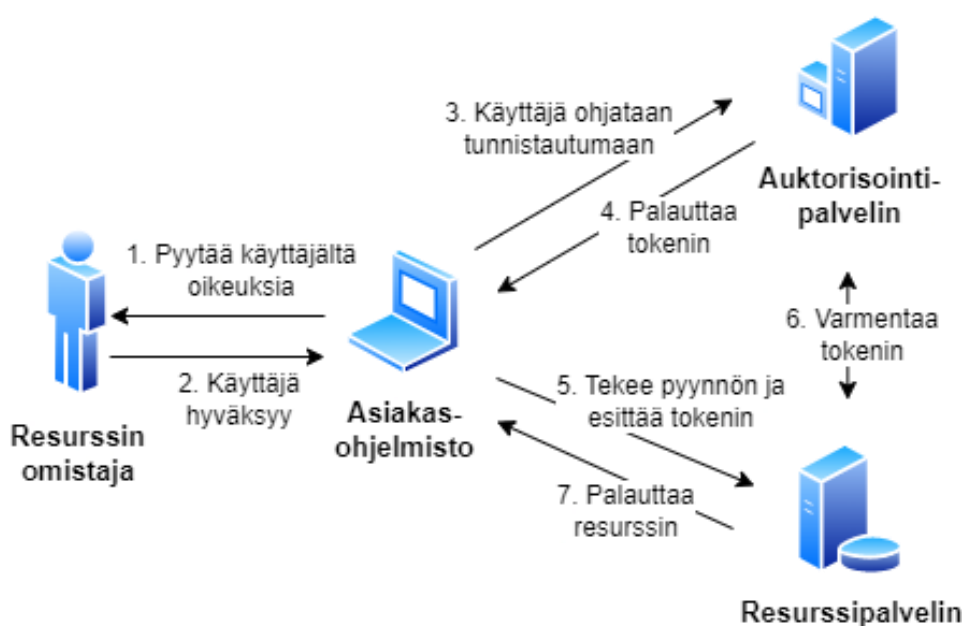 3. Käyttäjä ohjataan
tunnistautumaan
Auktorisointi-
palvelin
4. Palauttaa
tokenin
1. Pyytää käyttäjältä
oikeuksia
6. Varmentaa
tokenin
2. Käyttäjä
hyväksyy
5. Tekee pyynnön ja
esittää tokenin
Asiakas-
ohjelmisto
Resurssin
omistaja
7. Palauttaa
resurssin
Resurssipalvelin